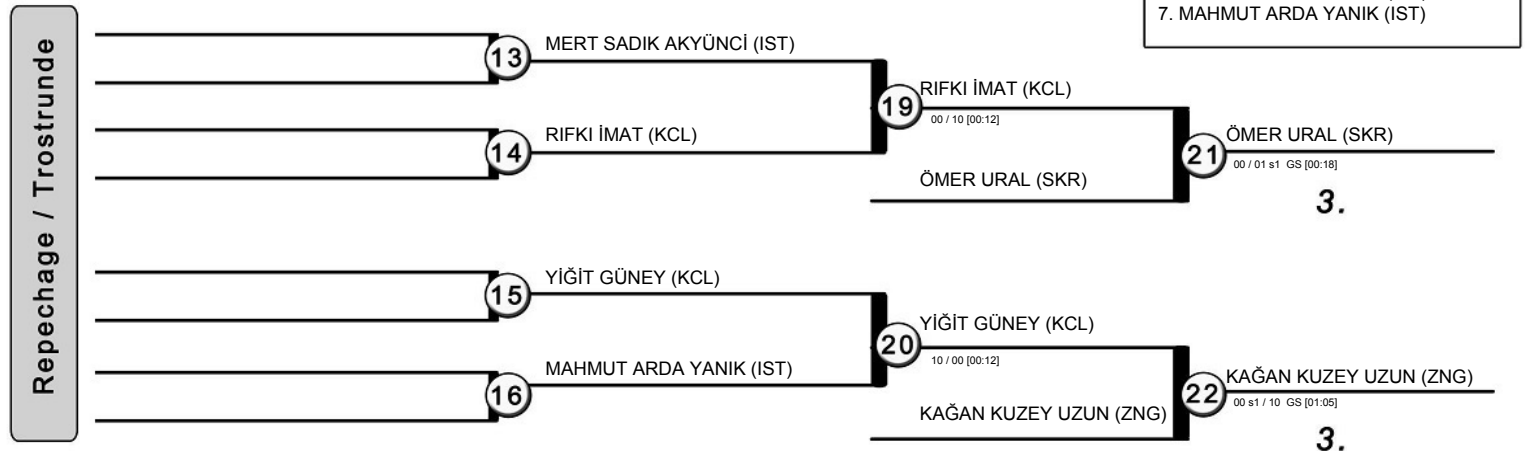 7. MAHMUT ARDA YANIK (IST)
Repechage / Trostrunde
13
MERT SADIK AKYÜNCİ (IST)
14
RIFKI İMAT (KCL)
19
RIFKI İMAT (KCL)
00 / 10 [00:12]
ÖMER URAL (SKR)
21
ÖMER URAL (SKR)
00 / 01 s1 GS [00:18]
3.
15
YİĞİT GÜNEY (KCL)
16
MAHMUT ARDA YANIK (IST)
20
YİĞİT GÜNEY (KCL)
10 / 00 [00:12]
KAĞAN KUZEY UZUN (ZNG)
22
KAĞAN KUZEY UZUN (ZNG)
00 s1 / 10 GS [01:05]
3.